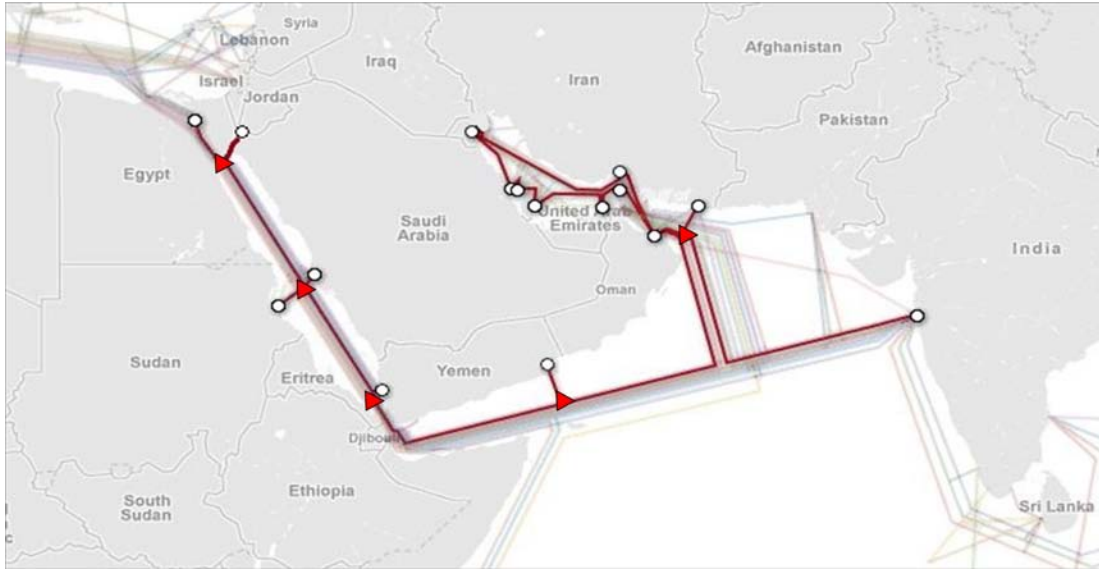 Syria
Lebanon
Afghanistan
Iraq
Iran
Israel
Jordan
Pakistan
Egypt
Saudi
Arabia
United Arab
Emirates
India
Oman
Sudan
Yemen
Eritrea
Djibouti
South
Sudan
Ethiopia
Sri Lanka